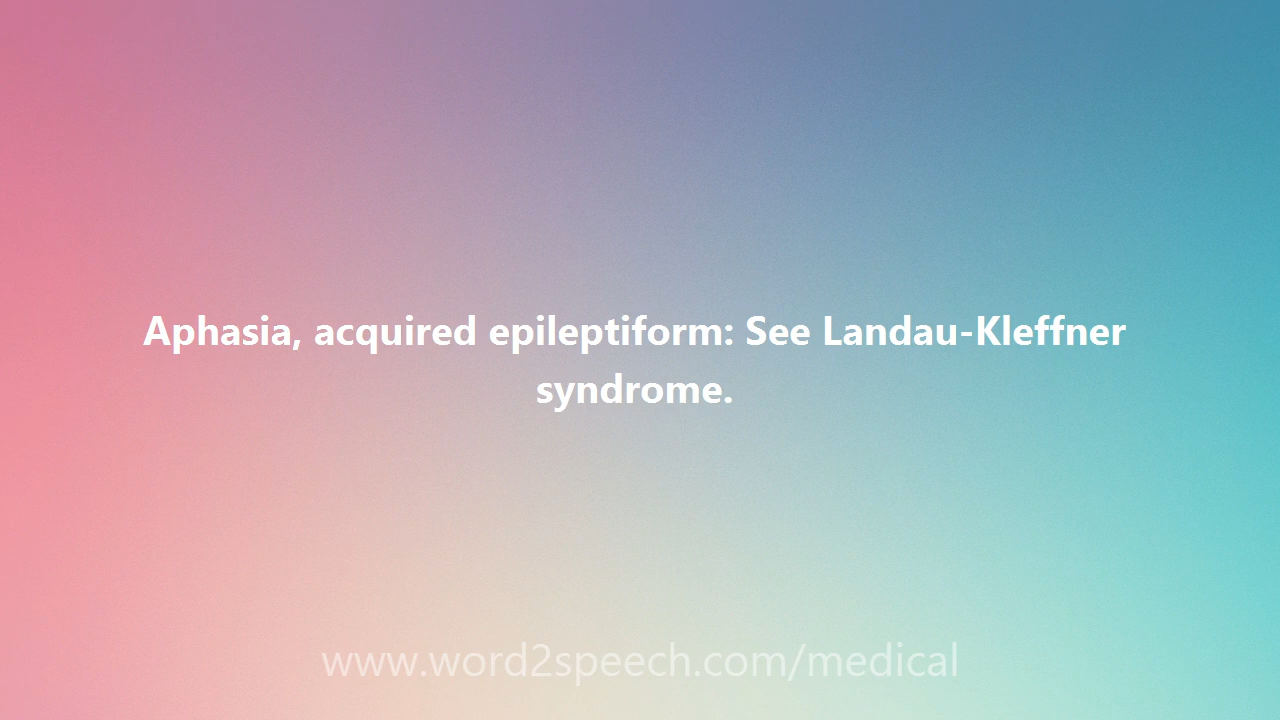 Aphasia, acquired epileptiform: See Landau-Kleffner
syndrome.
www.word2speech.com/medical